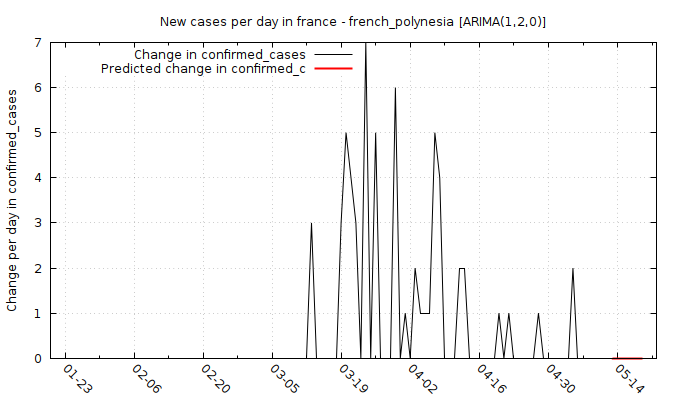 New cases per day in france - french_polynesia [ARIMA(1,2,0)]
Change in confirmed_cases
Predicted change in confirmed_c
Change per day in confirmed_cases
7
6
5
4
3
2
1
0
01-23 02-06 02-20 03-05 03-19 04-02 04-16 04-30 05-14